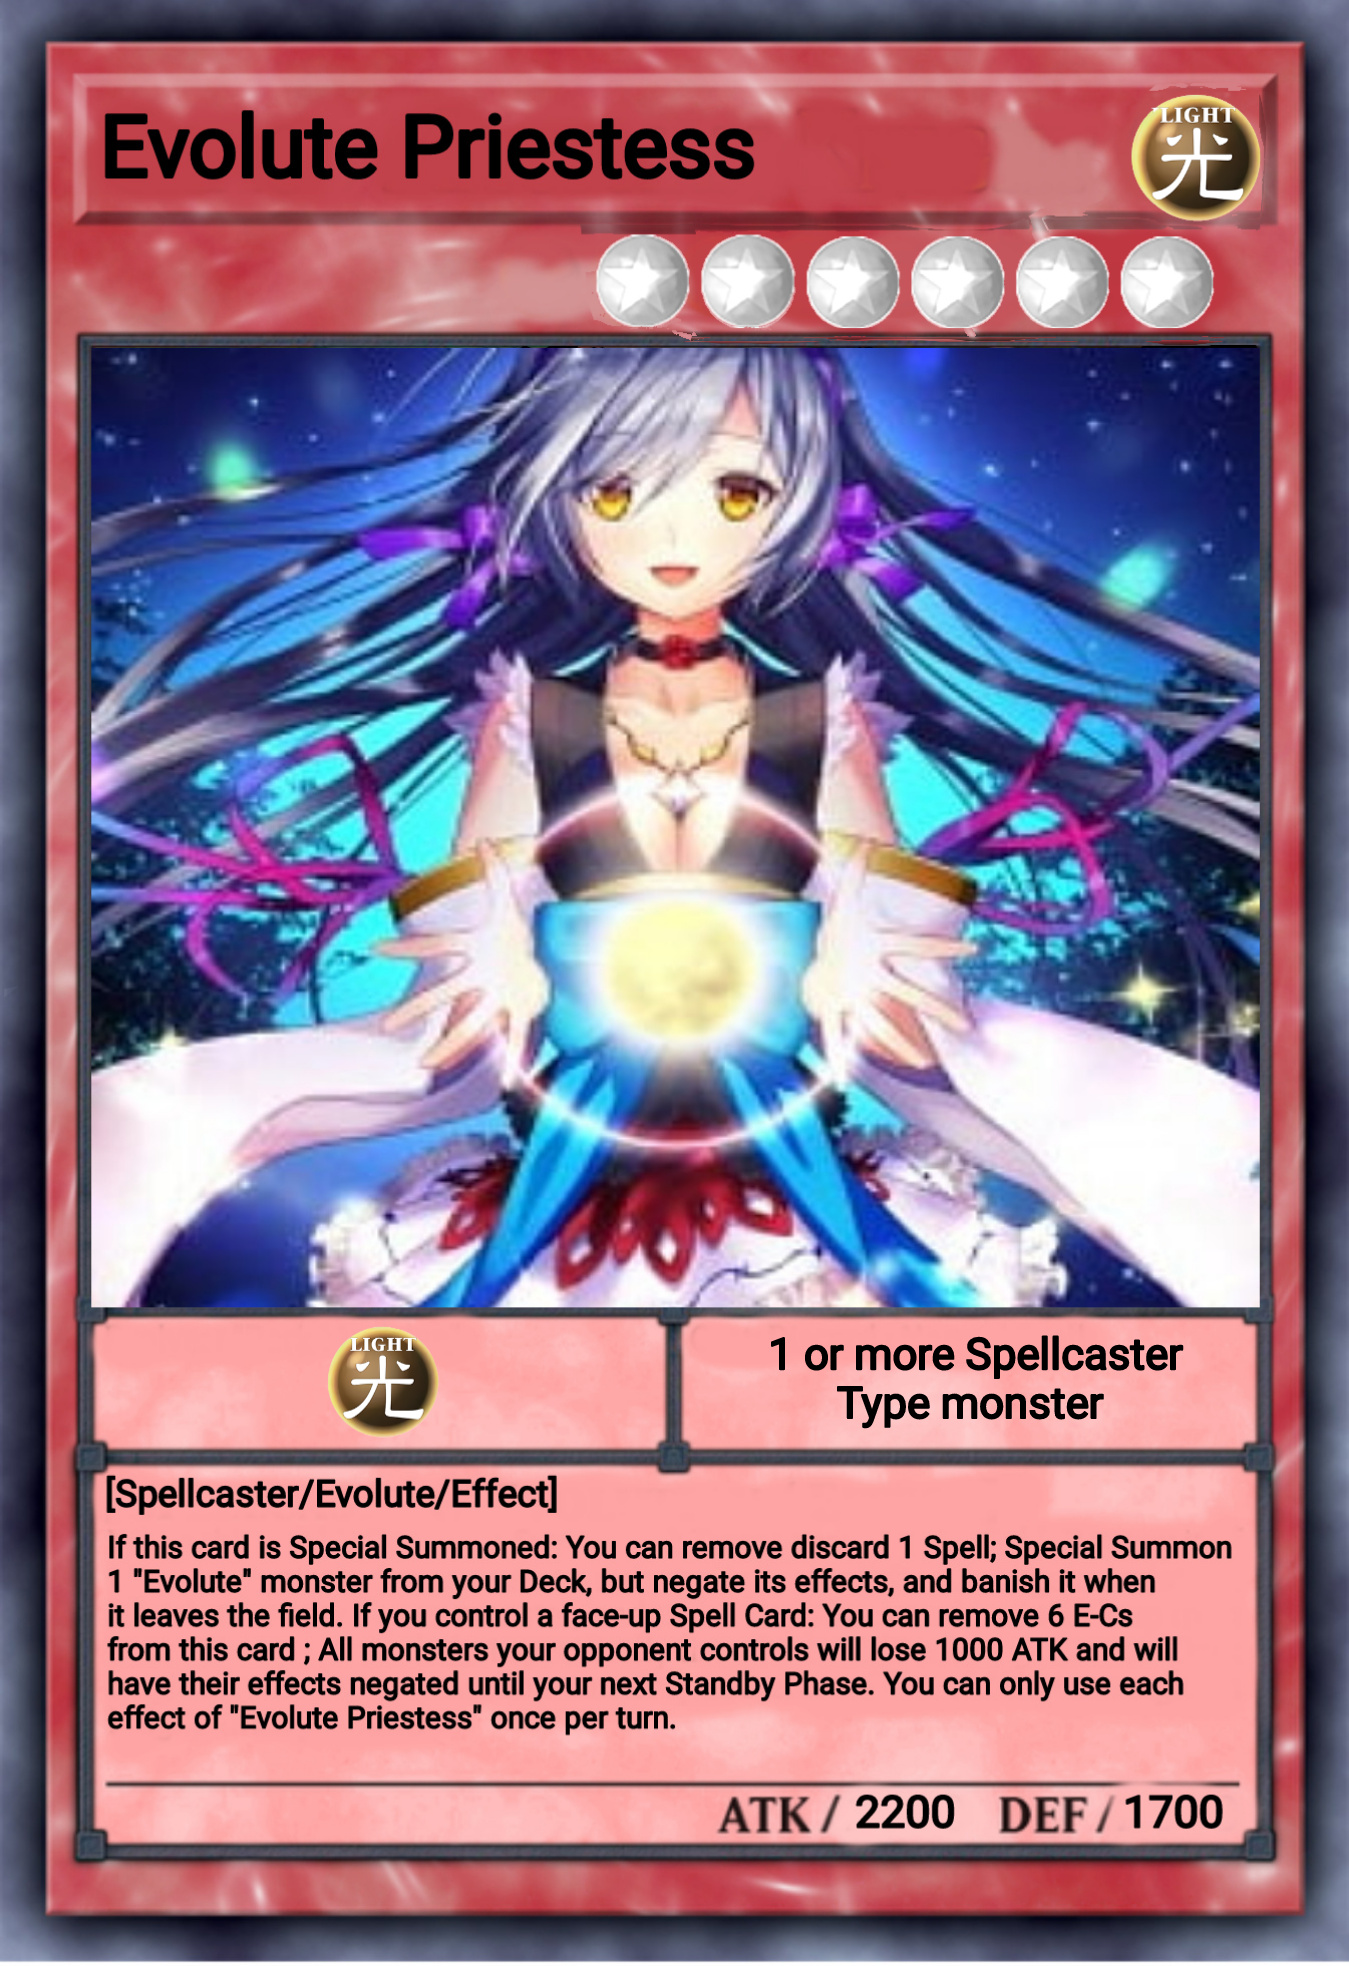 Evolute Priestess
LIGHT
光
LIGHT
光
1 or more Spellcaster
Type monster
[Spellcaster/Evolute/Effect]
If this card is Special Summoned: You can remove discard 1 Spell; Special Summon
1 "Evolute" monster from your Deck, but negate its effects, and banish it when
it leaves the field. If you control a face-up Spell Card: You can remove 6 E-Cs
from this card ; All monsters your opponent controls will lose 1000 ATK and will
have their effects negated until your next Standby Phase. You can only use each
effect of "Evolute Priestess" once per turn.
ATK / 2200 DEF / 1700